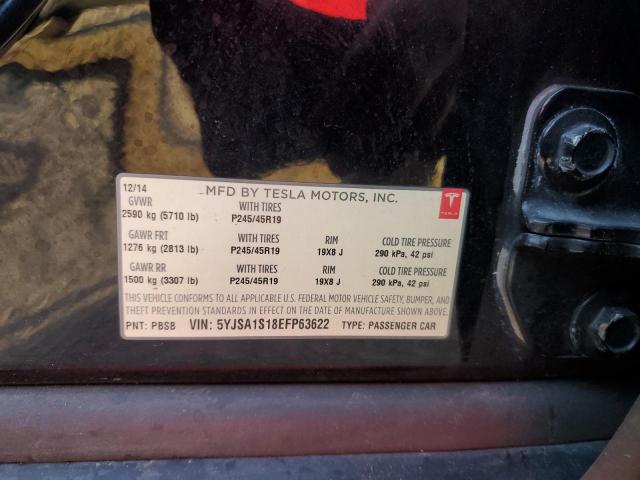 12/14 MFD BY TESLA MOTORS, INC.
GVWR WITH TIRES
2590 kg (5710 lb) P245/45R19
TESLA
GAWR FRT WITH TIRES RIM COLD TIRE PRESSURE
1276 kg (2813 lb) P245/45R19 19X8 J 290 kPa, 42 psi
GAWR RR WITH TIRES RIM COLD TIRE PRESSURE
1500 kg (3307 lb) P245/45R19 19X8 J 290 kPa, 42 psi
THIS VEHICLE CONFORMS TO ALL APPLICABLE U.S. FEDERAL MOTOR VEHICLE SAFETY, BUMPER, AND
THEFT PREVENTION STANDARDS IN EFFECT ON THE DATE OF MANUFACTURE SHOWN ABOVE.
PNT: PBSB VIN: 5YJSA1S18EFP63622 TYPE: PASSENGER CAR